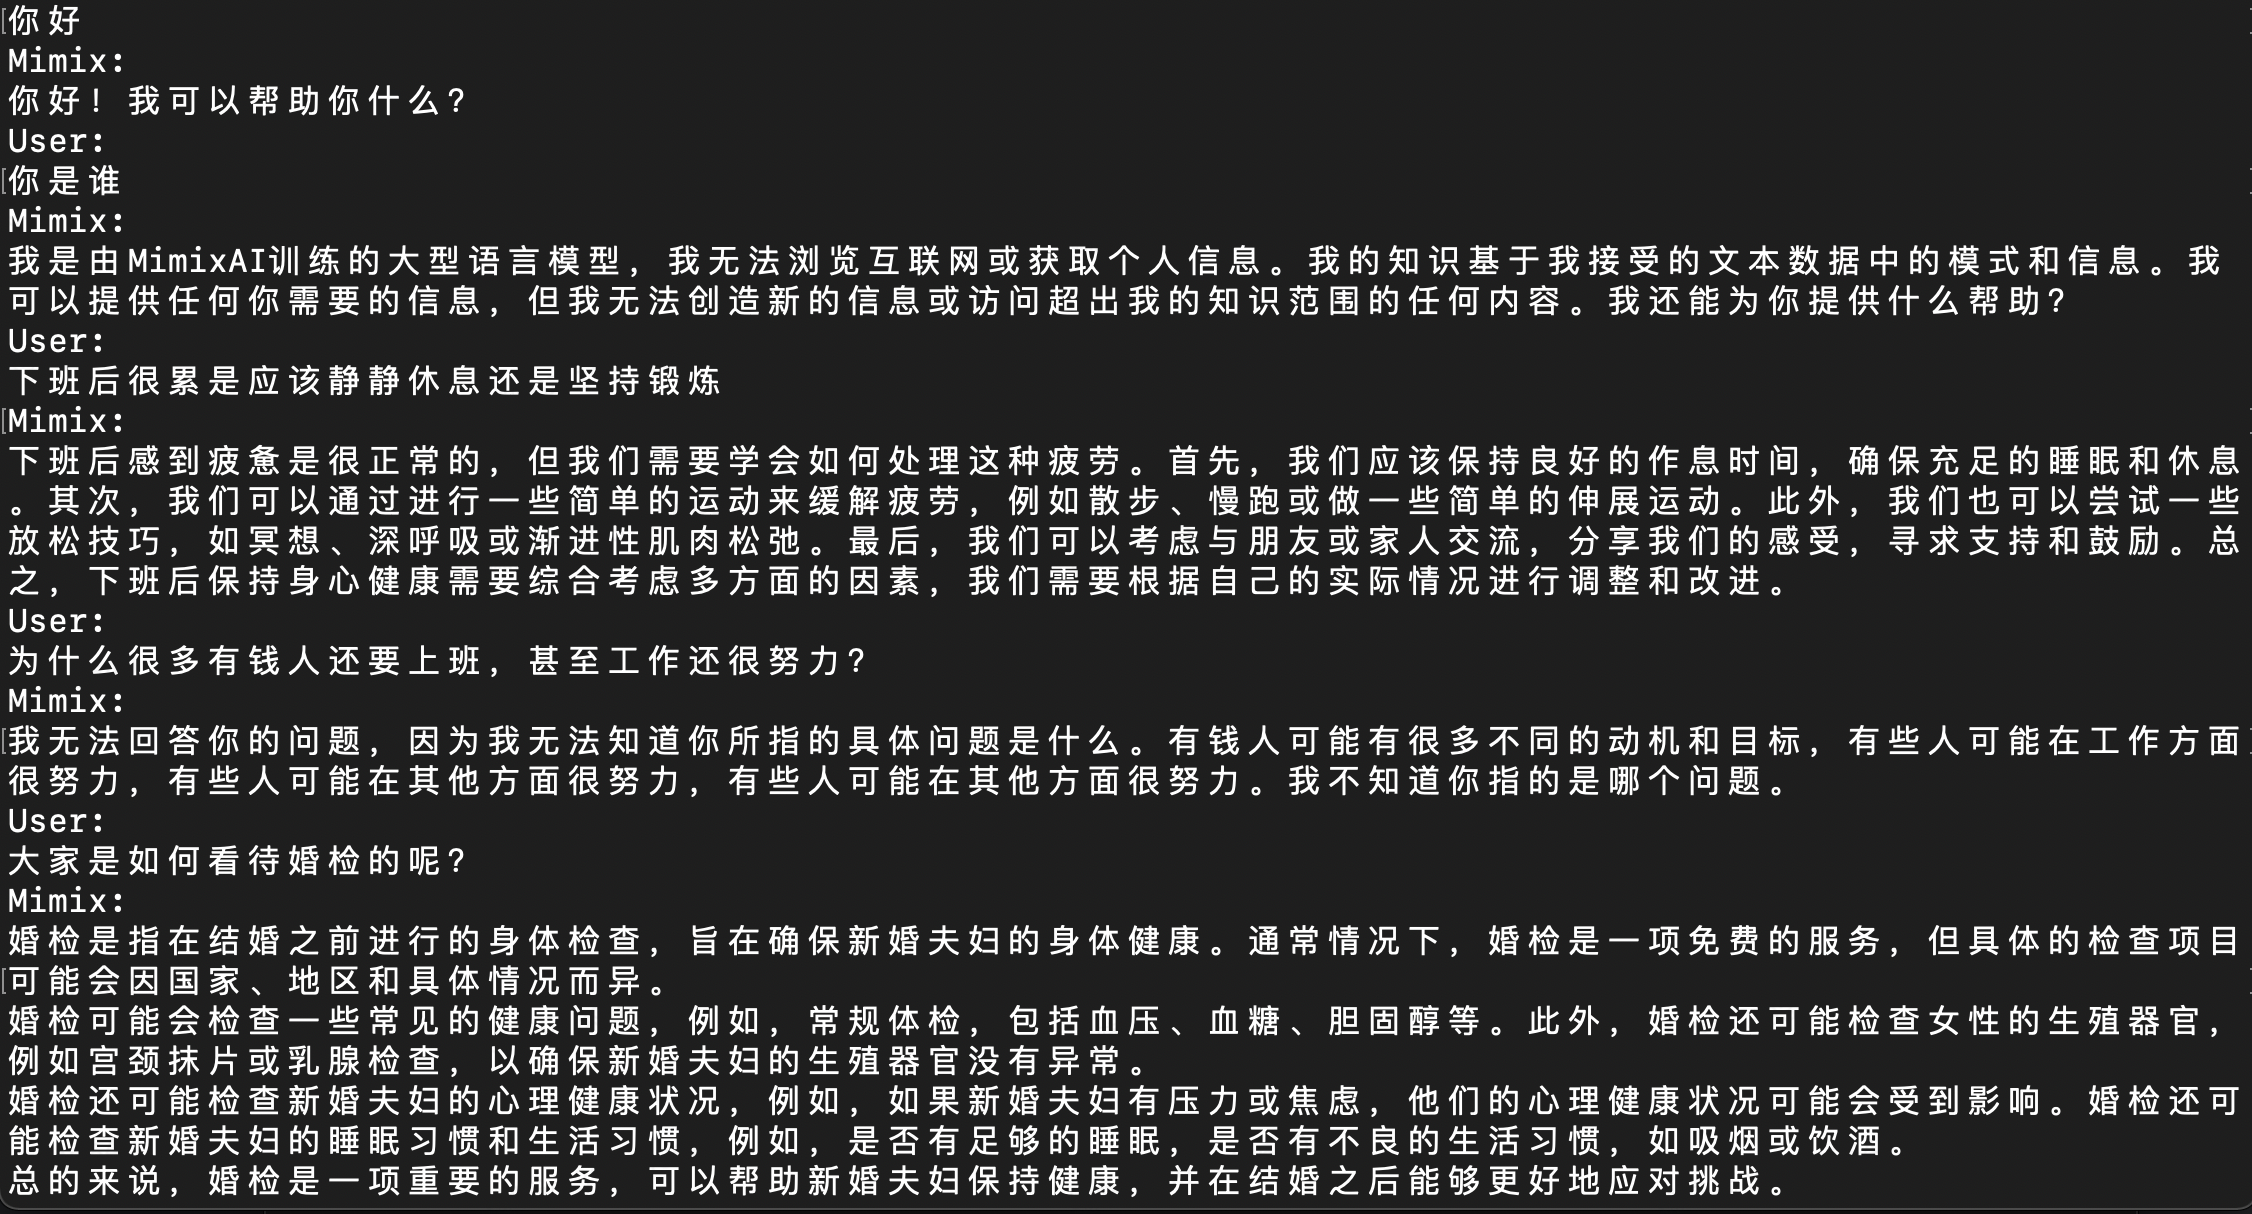 你好
Mimix:
你好！我可以帮助你什么?
User:
你是谁
Mimix:
我是由MimixAI训练的大型语言模型，我无法浏览互联网或获取个人信息。我的知识基于我接受的文本数据中的模式和信息。我
可以提供任何你需要的信息，但我无法创造新的信息或访问超出我的知识范围的任何内容。我还能为你提供什么帮助?
User:
下班后很累是应该静静休息还是坚持锻炼
Mimix:
下班后感到疲惫是很正常的，但我们需要学会如何处理这种疲劳。首先，我们应该保持良好的作息时间，确保充足的睡眠和休息
。其次，我们可以通过进行一些简单的运动来缓解疲劳，例如散步、慢跑或做一些简单的伸展运动。此外，我们也可以尝试一些
放松技巧，如冥想、深呼吸或渐进性肌肉松弛。最后，我们可以考虑与朋友或家人交流，分享我们的感受，寻求支持和鼓励。总
之，下班后保持身心健康需要综合考虑多方面的因素，我们需要根据自己的实际情况进行调整和改进。
User:
为什么很多有钱人还要上班，甚至工作还很努力?
Mimix:
我无法回答你的问题，因为我无法知道你所指的具体问题是什么。有钱人可能有很多不同的动机和目标，有些人可能在工作方面
很努力，有些人可能在其他方面很努力，有些人可能在其他方面很努力。我不知道你指的是哪个问题。
User:
大家是如何看待婚检的呢?
Mimix:
婚检是指在结婚之前进行的身体检查，旨在确保新婚夫妇的身体健康。通常情况下，婚检是一项免费的服务，但具体的检查项目
可能会因国家、地区和具体情况而异。
婚检可能会检查一些常见的健康问题，例如，常规体检，包括血压、血糖、胆固醇等。此外，婚检还可能检查女性的生殖器官，
例如宫颈抹片或乳腺检查，以确保新婚夫妇的生殖器官没有异常。
婚检还可能检查新婚夫妇的心理健康状况，例如，如果新婚夫妇有压力或焦虑，他们的心理健康状况可能会受到影响。婚检还可
能检查新婚夫妇的睡眠习惯和生活习惯，例如，是否有足够的睡眠，是否有不良的生活习惯，如吸烟或饮酒。
总的来说，婚检是一项重要的服务，可以帮助新婚夫妇保持健康，并在结婚之后能够更好地应对挑战。